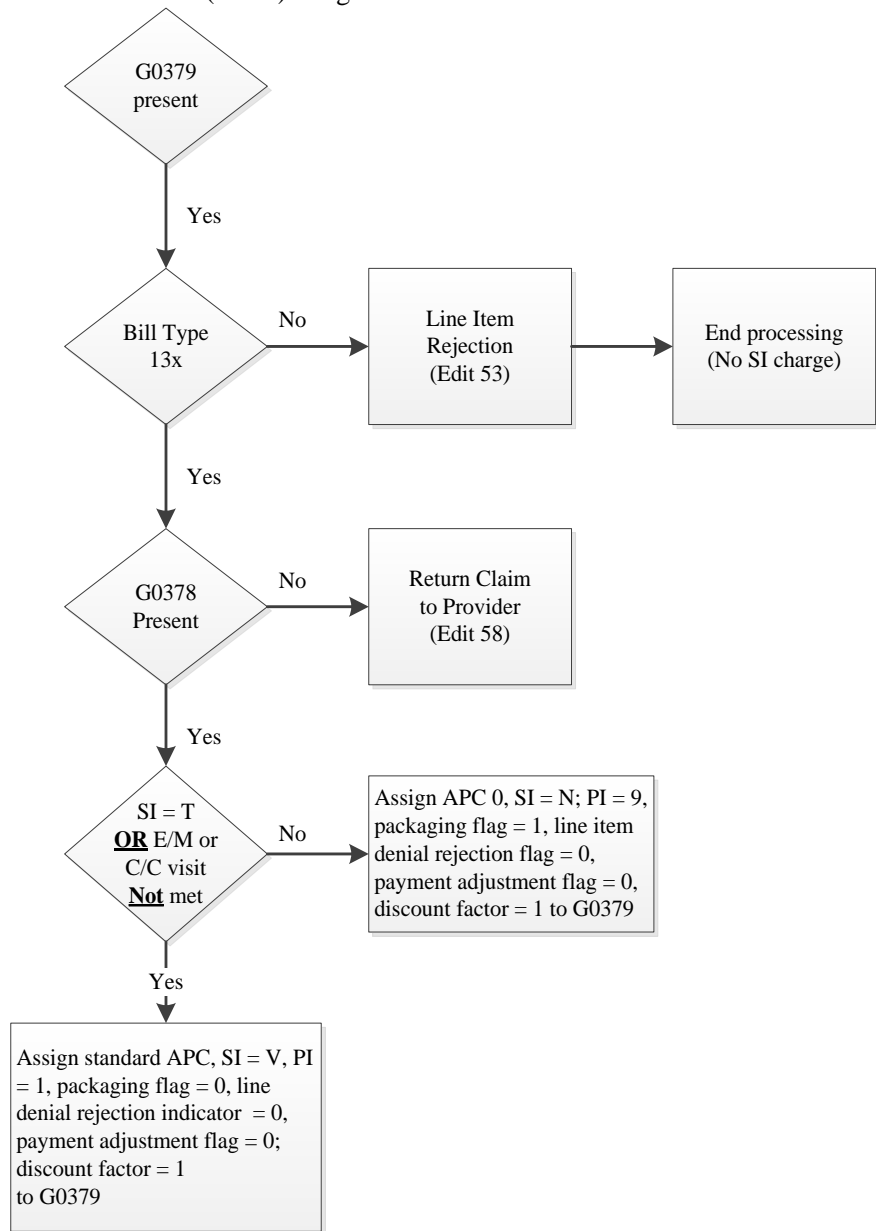 G0379
present
Yes
Bill Type
13x
No
Line Item
Rejection
(Edit 53)
End processing
(No SI charge)
Yes
G0378
Present
No
Return Claim
to Provider
(Edit 58)
Yes
SI = T
OR E/M or
C/C visit
Not met
No
Assign APC 0, SI = N; PI = 9,
packaging flag = 1, line item
denial rejection flag = 0,
payment adjustment flag = 0,
discount factor = 1 to G0379
Yes
Assign standard APC, SI = V, PI
= 1, packaging flag = 0, line
denial rejection indicator = 0,
payment adjustment flag = 0;
discount factor = 1
to G0379